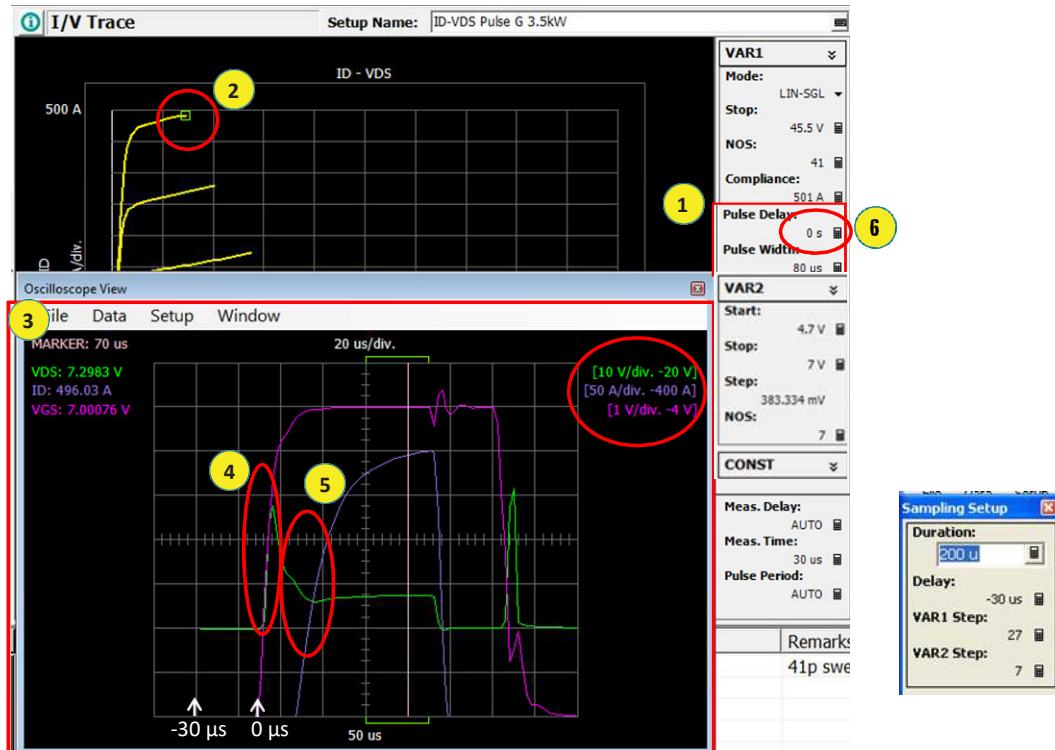 I/V Trace
Setup Name:
ID-VDS Pulse G 3.5kW
ID - VDS
500 A
2
1
VAR1
Mode:
LIN-SGL
Stop:
45.5 V
NOS:
41
Compliance:
501 A
Pulse Delay:
0 s
6
Pulse Width:
80 us
ID
A/div.
Oscilloscope View
3
ile Data Setup Window
MARKER: 70 us
20 us/div.
VDS: 7.2983 V
ID: 496.03 A
VGS: 7.00076 V
[10 V/div. -20 V]
[50 A/div. -400 A]
[1 V/div. -4 V]
4
5
-30 µs
0 µs
50 us
VAR2
Start:
4.7 V
Stop:
7 V
Step:
383.334 mV
NOS:
7
CONST
Meas. Delay:
AUTO
Meas. Time:
30 us
Pulse Period:
AUTO
Remarks
41p swe
Sampling Setup
Duration:
200 u
Delay:
-30 us
VAR1 Step:
27
VAR2 Step:
7